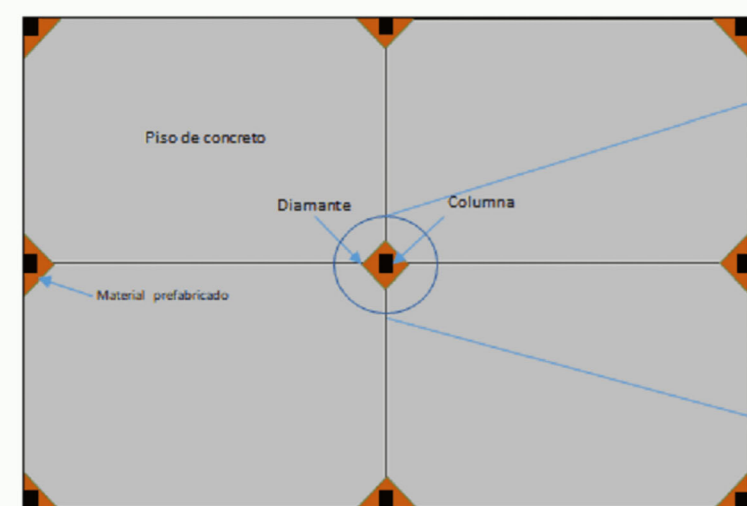 Piso de concreto
Diamante
Columna
Material prefabricado